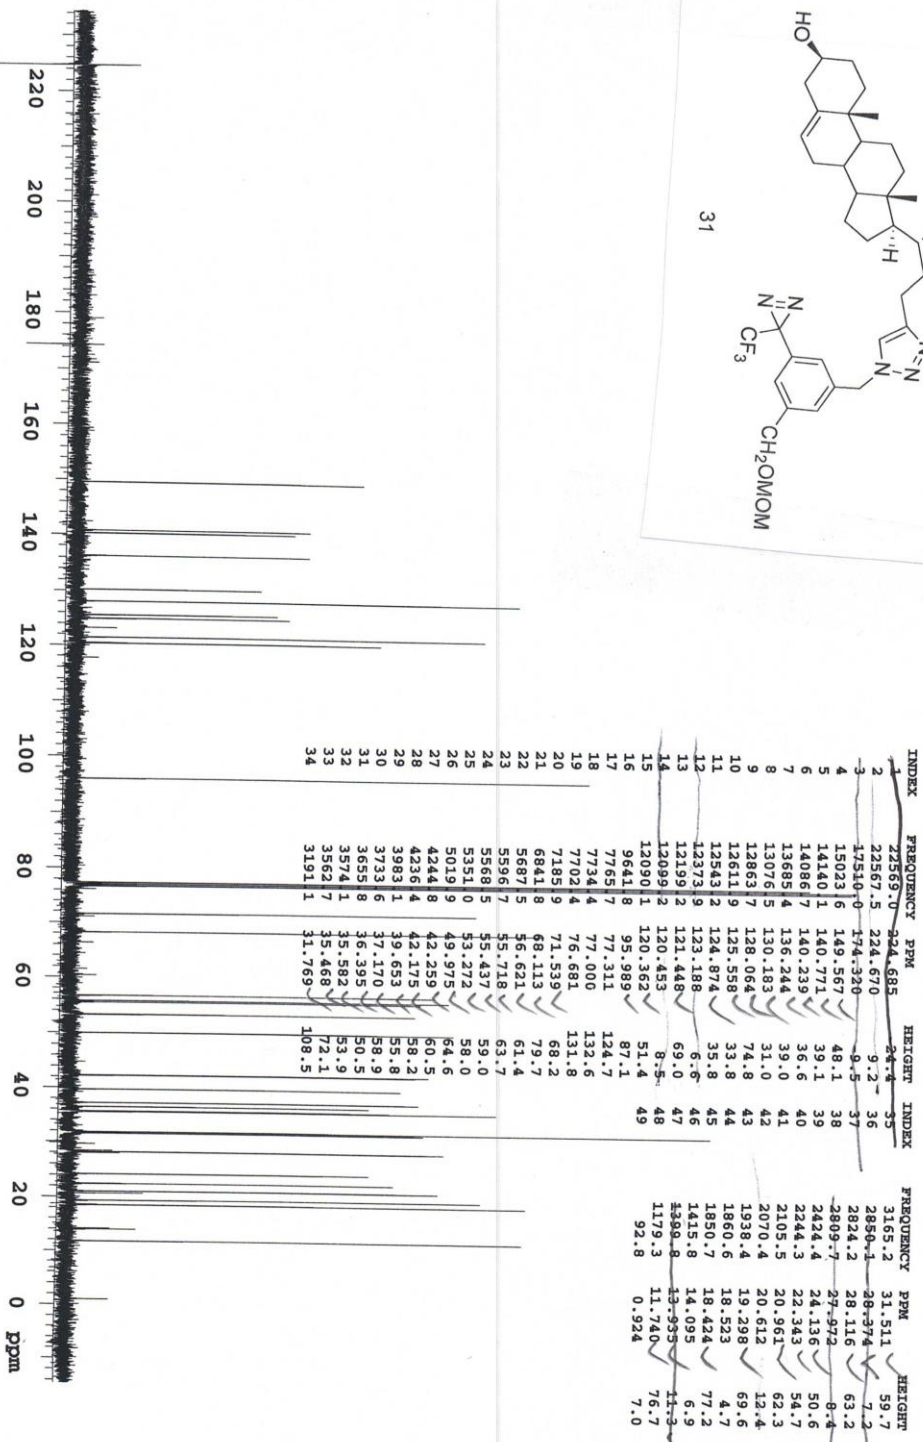 HO
H
N
N
N
N=N
CF3
CH2OMOM
31
INDEX FREQUENCY PPM HEIGHT
1 22569.0 224.685 24.4
2 22567.5 224.670 9.2
3 17510.0 174.320 9.5
4 15023.6 149.567 48.1
5 14140.1 140.771 39.1
6 14086.7 140.239 36.6
7 13685.4 136.244 39.0
8 13076.5 130.183 31.0
9 12863.7 128.064 74.8
10 12611.9 125.558 33.8
11 12543.2 124.874 35.8
12 12373.9 123.188 6.6
13 12199.2 121.448 69.0
14 12099.2 120.453 8.5
15 12090.1 120.362 51.4
16 9641.8 95.989 87.1
17 7765.7 77.311 124.7
18 7734.4 77.000 132.6
19 7702.4 76.681 131.8
20 7185.9 71.539 68.2
21 6841.8 68.113 79.7
22 5687.5 56.621 61.4
23 5596.7 55.718 63.7
24 5568.5 55.437 59.0
25 5351.0 53.272 58.0
26 5019.9 49.975 64.6
27 4244.8 42.259 60.5
28 4236.4 42.175 58.2
29 3983.1 39.653 55.8
30 3733.6 37.170 58.9
31 3655.8 36.395 50.5
32 3574.1 35.582 53.9
33 3562.7 35.468 72.1
34 3191.1 31.769 108.5
INDEX FREQUENCY PPM HEIGHT
35 3165.2 31.511 59.7
36 2850.1 28.374 7.2
37 2824.2 28.116 63.2
38 2809.7 27.972 8.4
39 2424.4 24.136 50.6
40 2244.3 22.343 54.7
41 2105.5 20.961 62.3
42 2070.4 20.612 12.4
43 1938.4 19.298 69.6
44 1860.6 18.523 4.7
45 1850.7 18.424 77.2
46 1415.8 14.095 6.9
47 1399.8 13.935 11.3
48 1179.3 11.740 76.7
49 92.8 0.924 7.0
220 200 180 160 140 120 100 80 60 40 20 0 ppm